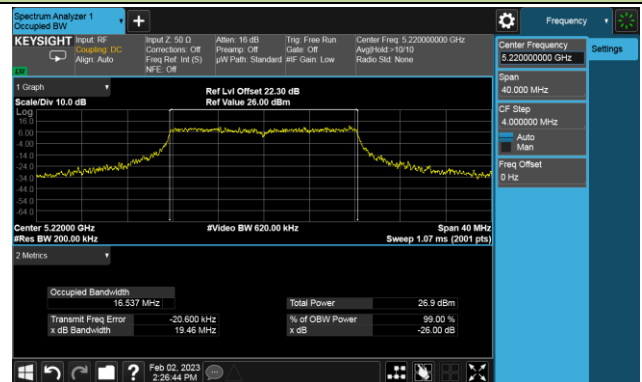 Spectrum Analyzer 1
Occupied BW
Frequency
KEYSIGHT
Input: RF
Coupling: DC
Align: Auto
Input Z: 50 Ω
Corrections: Off
Freq Ref: Int (S)
NFE: Off
Atten: 16 dB
Preamp: Off
µW Path: Standard
Trig: Free Run
Gate: Off
#IF Gain: Low
Center Freq: 5.220000000 GHz
Avg|Hold:>10/10
Radio Std: None
Center Frequency
5.220000000 GHz
Settings
Span
40.000 MHz
CF Step
4.000000 MHz
Auto
Man
Freq Offset
0 Hz
1 Graph
Scale/Div 10.0 dB
Ref Lvl Offset 22.30 dB
Ref Value 26.00 dBm
Log
16.0
6.00
-4.00
-14.0
-24.0
-34.0
-44.0
-54.0
-64.0
Center 5.22000 GHz
#Res BW 200.00 kHz
#Video BW 620.00 kHz
Span 40 MHz
Sweep 1.07 ms (2001 pts)
2 Metrics
Occupied Bandwidth
16.537 MHz
Total Power 26.9 dBm
Transmit Freq Error -20.600 kHz
% of OBW Power 99.00 %
x dB Bandwidth 19.46 MHz
x dB -26.00 dB
?
Feb 02, 2023
2:26:44 PM